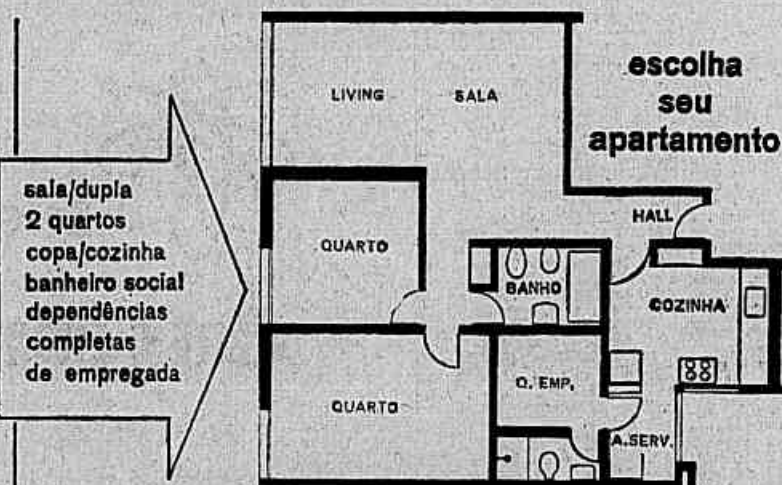 escolha
seu
apartamento
sala/dupla
2 quartos
copa/cozinha
banheiro social
dependências
completas
de empregada
LIVING
SALA
HALL
QUARTO
BANHO
COZINHA
QUARTO
Q. EMP.
A.SERV.